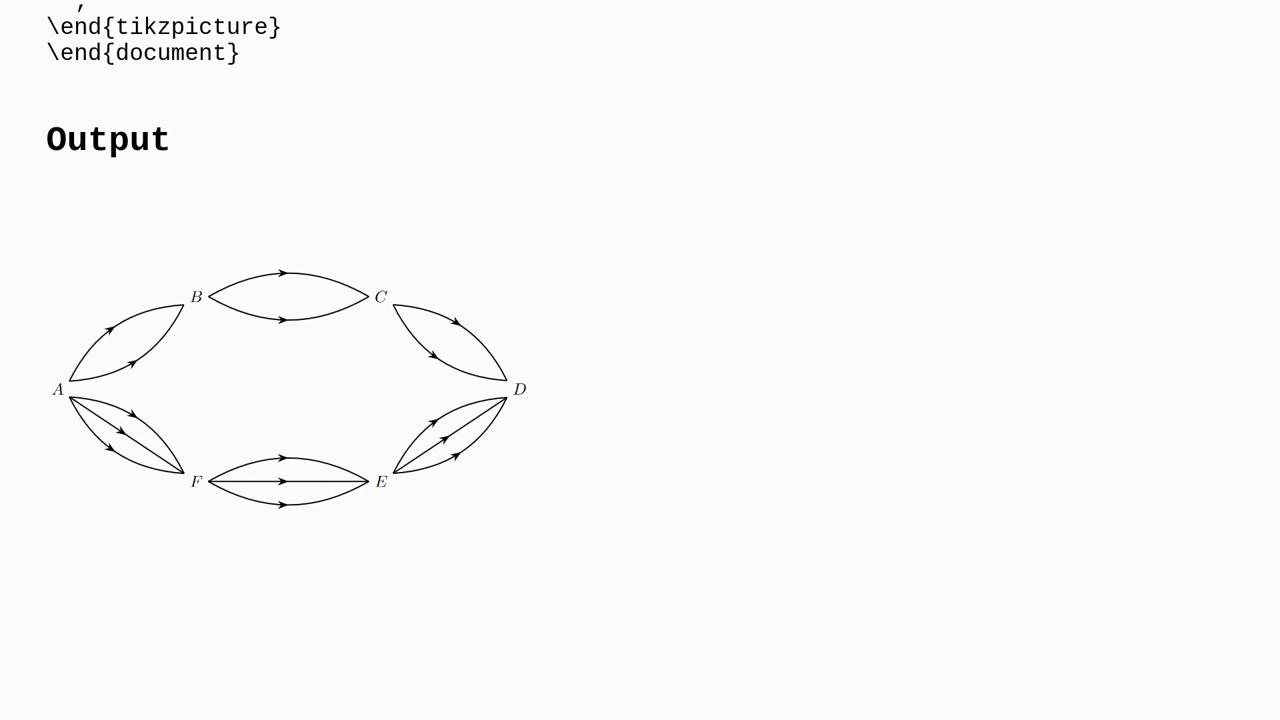 ;
\end{tikzpicture}
\end{document}
Output
B C
A D
F E